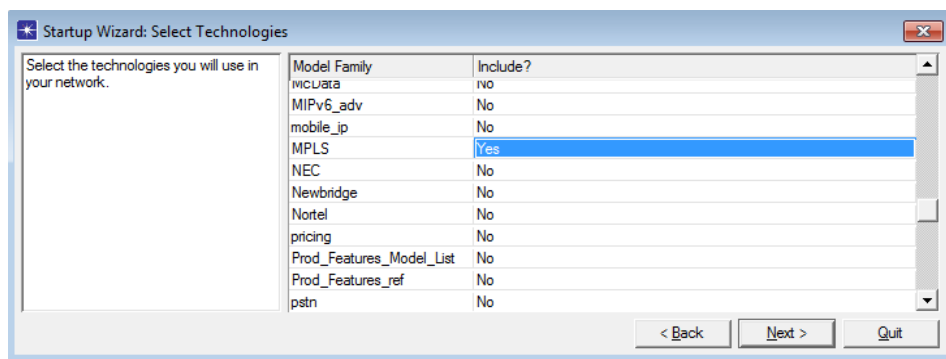 Startup Wizard: Select Technologies
Select the technologies you will use in
your network.
Model Family Include?
McData No
MIPv6_adv No
mobile_ip No
MPLS Yes
NEC No
Newbridge No
Nortel No
pricing No
Prod_Features_Model_List No
Prod_Features_ref No
pstn No
< Back Next > Quit